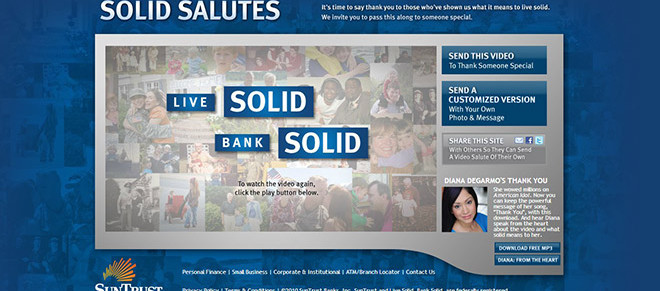 SOLID SALUTES
It's time to say thank you to those who've shown us what it means to live solid.
We invite you to pass this along to someone special.
LIVE SOLID
BANK SOLID
To watch the video again,
click the play button below.
SEND THIS VIDEO
To Thank Someone Special
SEND A
CUSTOMIZED VERSION
With Your Own
Photo & Message
SHARE THIS SITE
With Others So They Can Send
A Video Salute Of Their Own
DIANA DEGARMO'S THANK YOU
She wowed millions on
American Idol. Now you
can keep the powerful
message of her song,
"Thank You", with this
download. And hear Diana
speak from the heart
about the video and what
solid means to her.
DOWNLOAD FREE MP3
DIANA: FROM THE HEART
SUNTRUST
Personal Finance | Small Business | Corporate & Institutional | ATM/Branch Locator | Contact Us
Privacy Policy | Terms & Conditions | ©2010 SunTrust Banks, Inc. SunTrust and Live Solid. Bank Solid. are federally registered